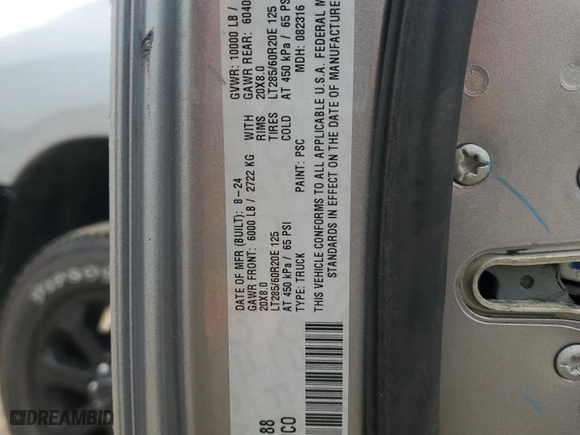 DATE OF MFR (BUILT): 8-24 GVWR: 10000 LB /
GAWR FRONT: 6000 LB / 2722 KG WITH GAWR REAR: 6040
20X8.0 RIMS 20X8.0
LT285/60R20E 125 TIRES LT285/60R20E 125
AT 450 kPa / 65 PSI COLD AT 450 kPa / 65 PSI
TYPE: TRUCK PAINT: PSC MDH: 082316
THIS VEHICLE CONFORMS TO ALL APPLICABLE U.S.A. FEDERAL M
STANDARDS IN EFFECT ON THE DATE OF MANUFACTURE
88
CO
DREAMBID.COM